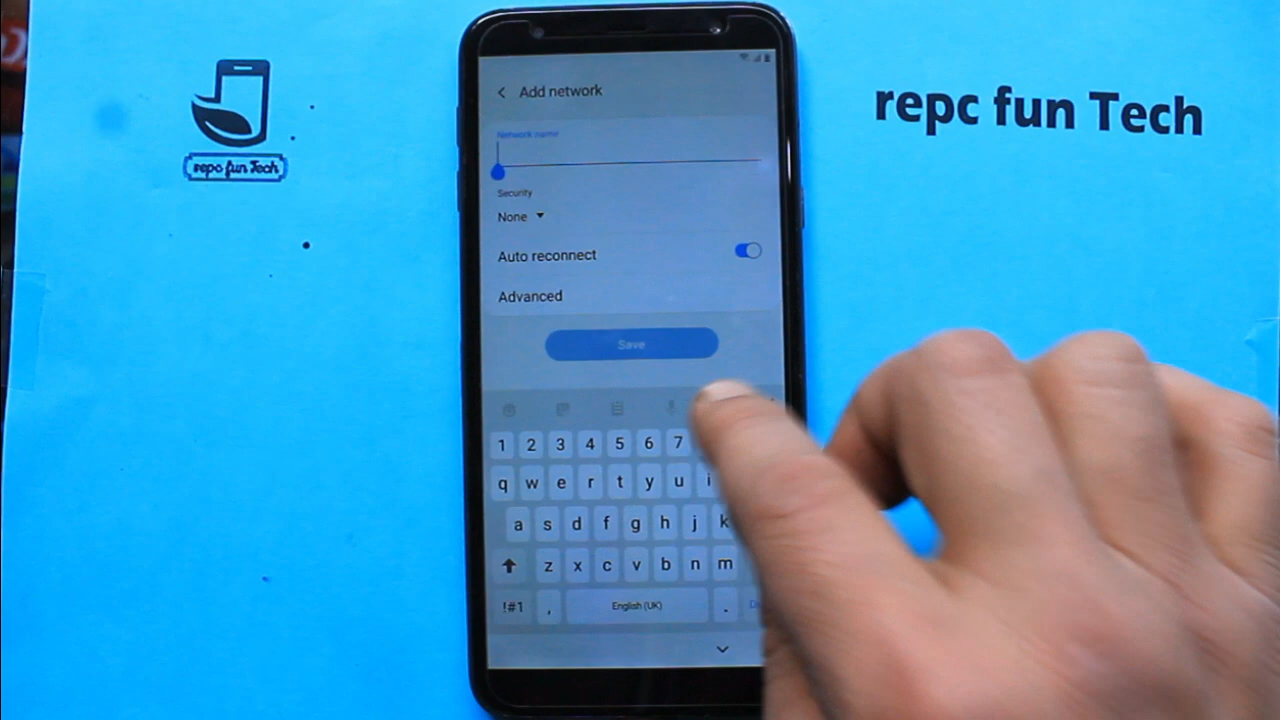 repc fun Tech
repc fun Tech
Add network
Network name
Security
None
Auto reconnect
Advanced
Save
1 2 3 4 5 6 7
q w e r t y u i
a s d f g h j k
z x c v b n m
!#1 , English (UK) .